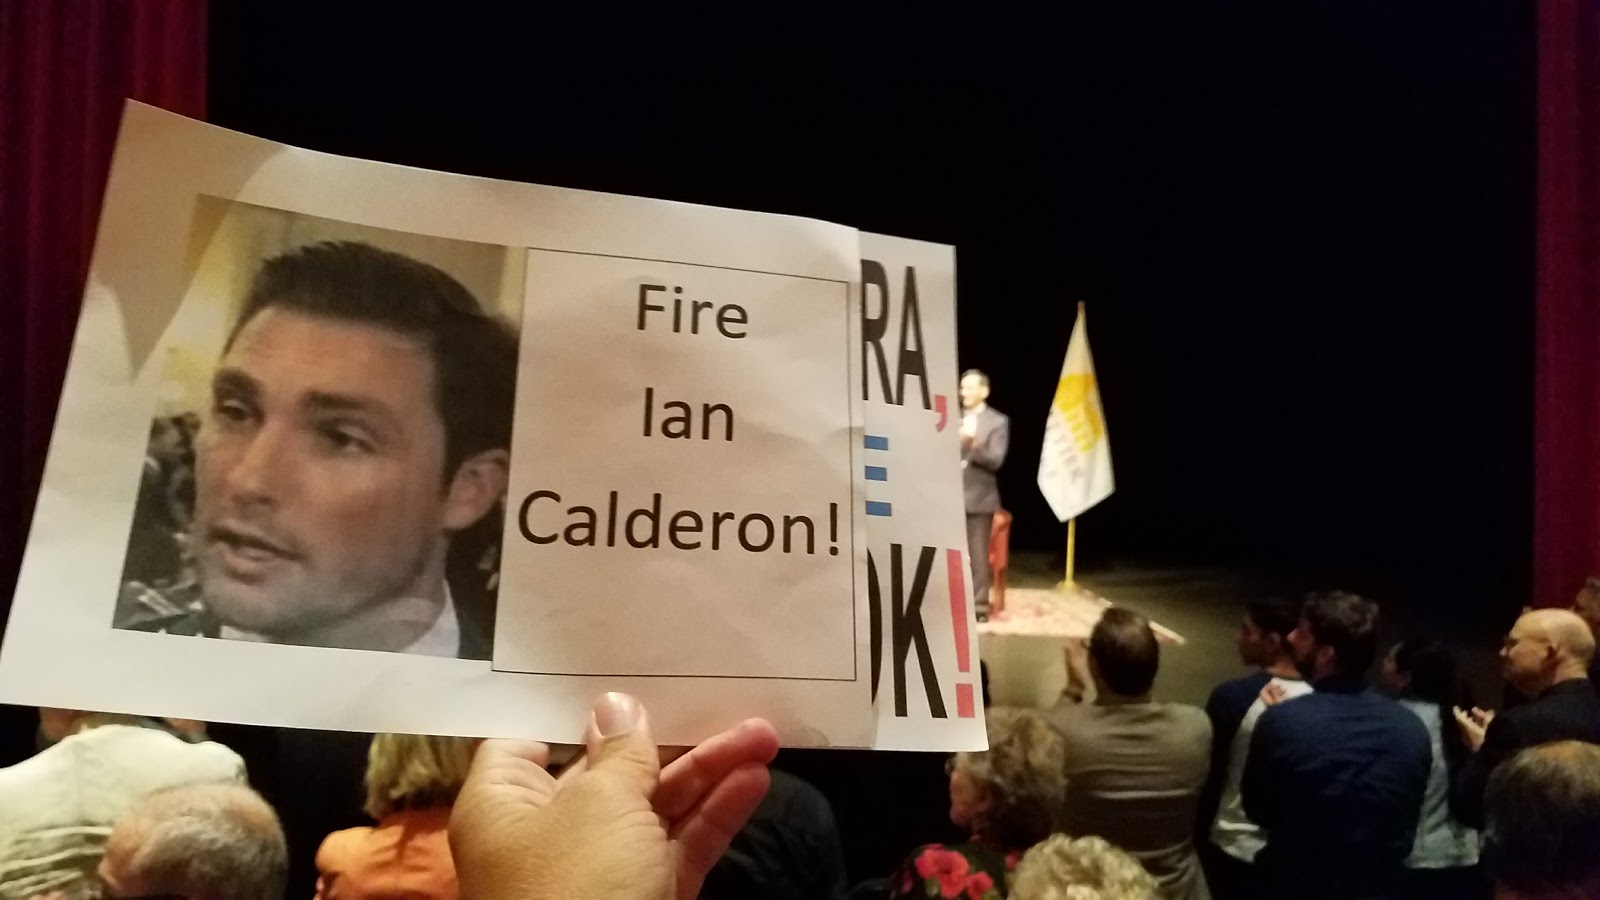 Fire
Ian
Calderon!
RA,
E
OK!